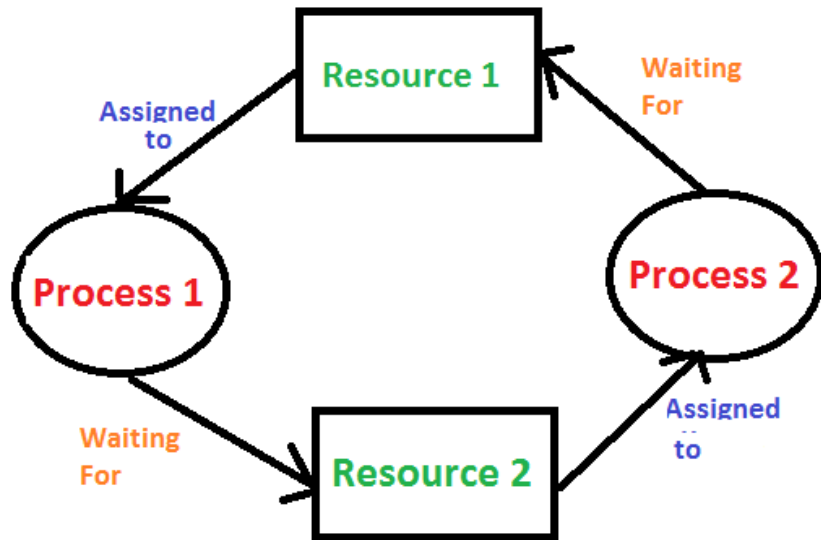 Resource 1
Waiting
For
Assigned
to
Process 1
Process 2
Waiting
For
Resource 2
Assigned
to